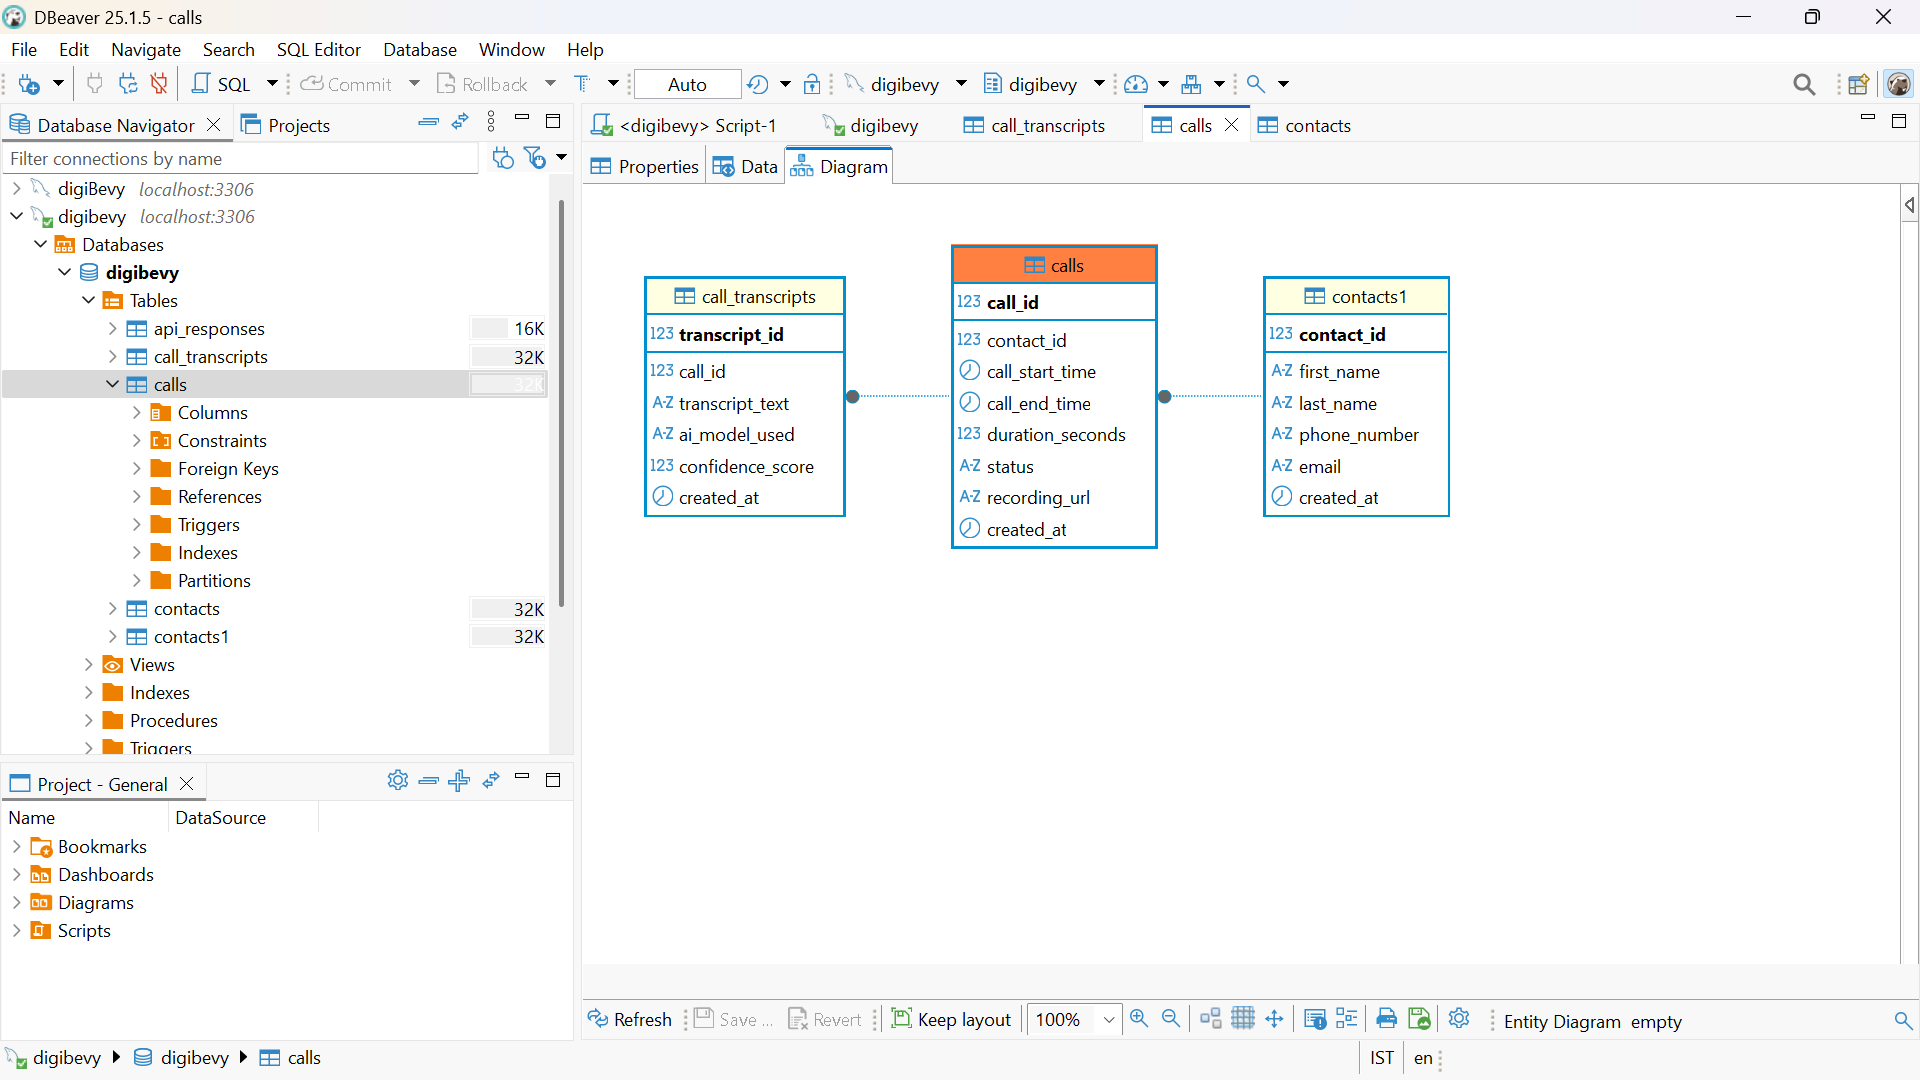 DBeaver 25.1.5 - calls
File Edit Navigate Search SQL Editor Database Window Help
SQL Commit Rollback T Auto digibevy digibevy
Database Navigator Projects
Filter connections by name
digiBevy localhost:3306
digibevy localhost:3306
Databases
digibevy
Tables
api_responses 16K
call_transcripts 32K
calls 32K
Columns
Constraints
Foreign Keys
References
Triggers
Indexes
Partitions
contacts 32K
contacts1 32K
Views
Indexes
Procedures
Triggers
Project - General
Name DataSource
Bookmarks
Dashboards
Diagrams
Scripts
<digibevy> Script-1 digibevy call_transcripts calls contacts
Properties Data Diagram
call_transcripts
123 transcript_id
123 call_id
A-Z transcript_text
A-Z ai_model_used
123 confidence_score
created_at
calls
123 call_id
123 contact_id
call_start_time
call_end_time
123 duration_seconds
A-Z status
A-Z recording_url
created_at
contacts1
123 contact_id
A-Z first_name
A-Z last_name
A-Z phone_number
A-Z email
created_at
Refresh Save ... Revert Keep layout 100% Entity Diagram empty
digibevy digibevy calls IST en